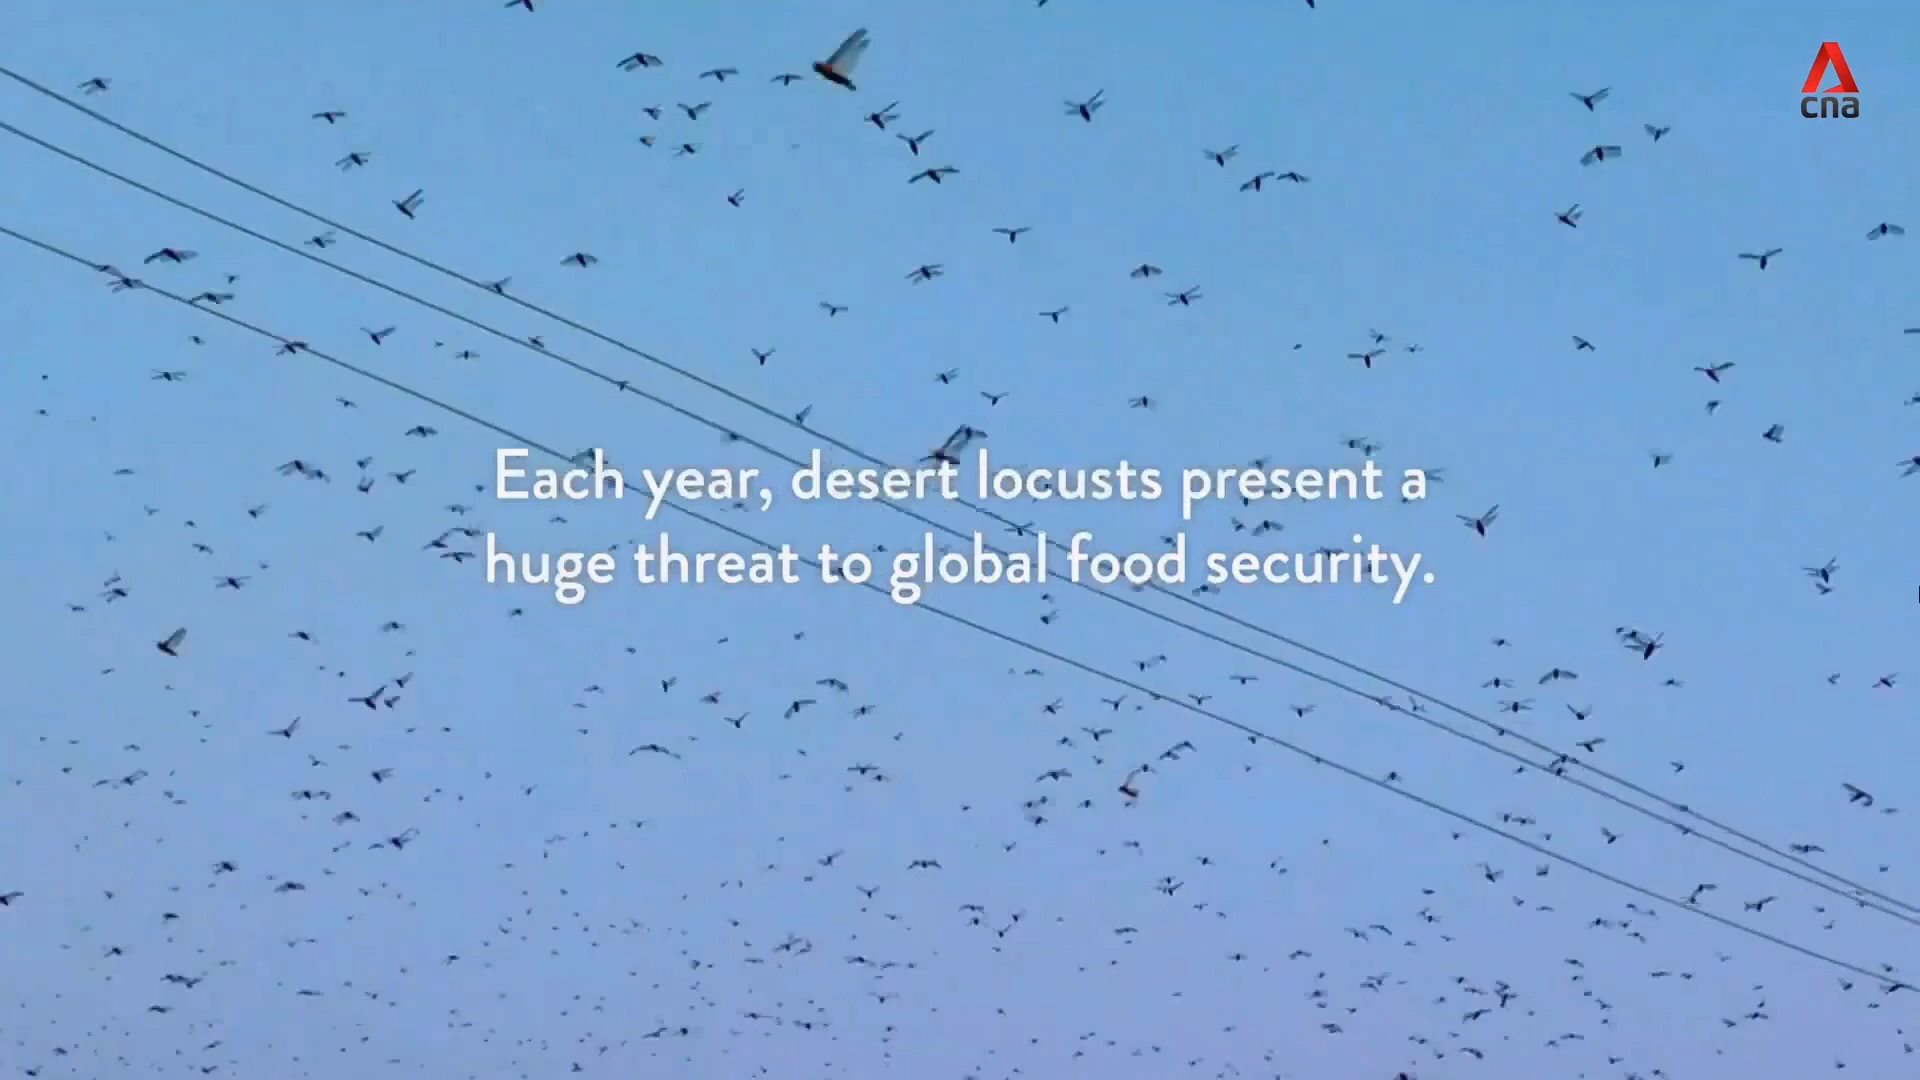 cna
Each year, desert locusts present a
huge threat to global food security.